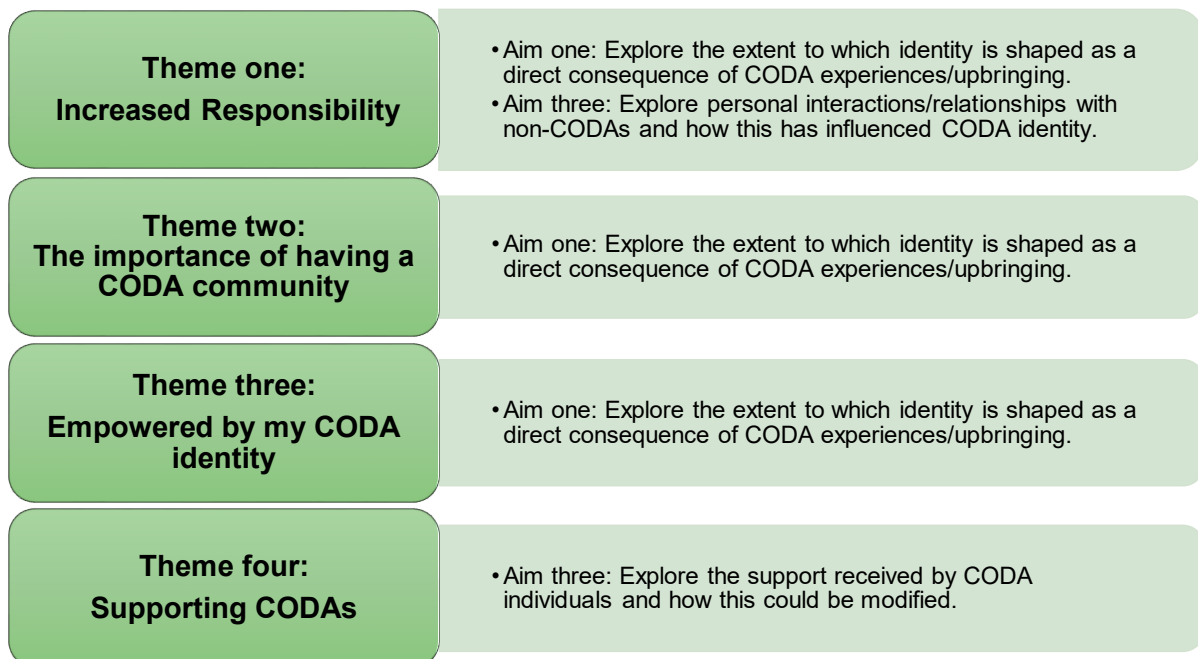 Theme one:
Increased Responsibility
•Aim one: Explore the extent to which identity is shaped as a
direct consequence of CODA experiences/upbringing.
•Aim three: Explore personal interactions/relationships with
non-CODAs and how this has influenced CODA identity.
Theme two:
The importance of having a
CODA community
•Aim one: Explore the extent to which identity is shaped as a
direct consequence of CODA experiences/upbringing.
Theme three:
Empowered by my CODA
identity
•Aim one: Explore the extent to which identity is shaped as a
direct consequence of CODA experiences/upbringing.
Theme four:
Supporting CODAs
•Aim three: Explore the support received by CODA
individuals and how this could be modified.